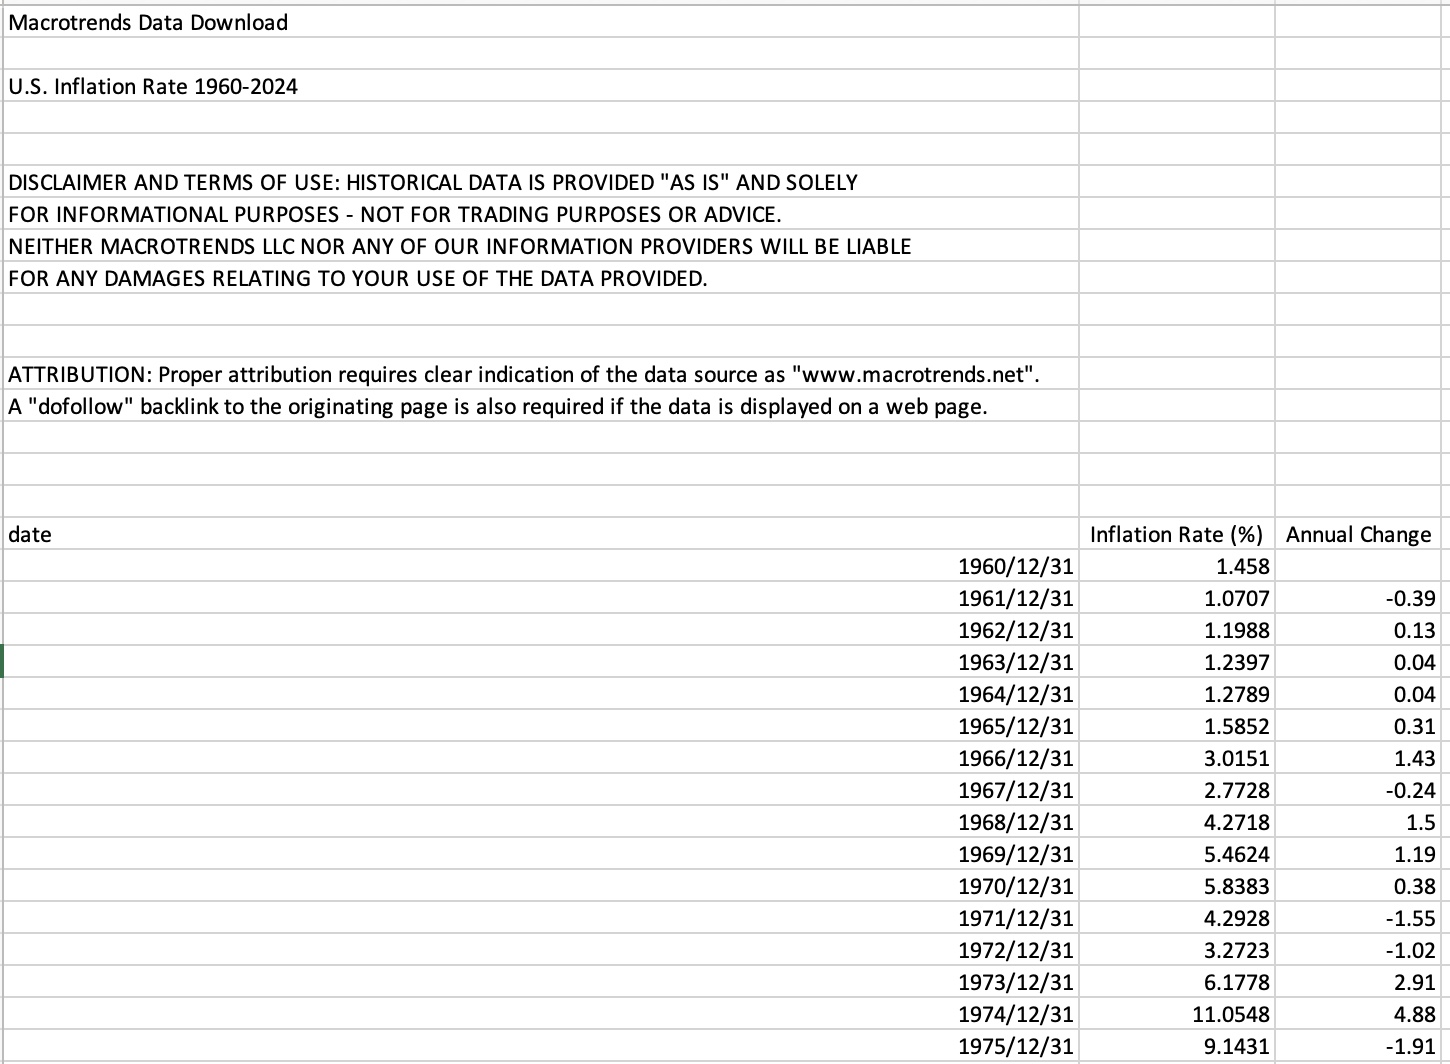 Macrotrends Data Download
U.S. Inflation Rate 1960-2024
DISCLAIMER AND TERMS OF USE: HISTORICAL DATA IS PROVIDED "AS IS" AND SOLELY
FOR INFORMATIONAL PURPOSES - NOT FOR TRADING PURPOSES OR ADVICE.
NEITHER MACROTRENDS LLC NOR ANY OF OUR INFORMATION PROVIDERS WILL BE LIABLE
FOR ANY DAMAGES RELATING TO YOUR USE OF THE DATA PROVIDED.
ATTRIBUTION: Proper attribution requires clear indication of the data source as "www.macrotrends.net".
A "dofollow" backlink to the originating page is also required if the data is displayed on a web page.
date Inflation Rate (%) Annual Change
1960/12/31 1.458
1961/12/31 1.0707 -0.39
1962/12/31 1.1988 0.13
1963/12/31 1.2397 0.04
1964/12/31 1.2789 0.04
1965/12/31 1.5852 0.31
1966/12/31 3.0151 1.43
1967/12/31 2.7728 -0.24
1968/12/31 4.2718 1.5
1969/12/31 5.4624 1.19
1970/12/31 5.8383 0.38
1971/12/31 4.2928 -1.55
1972/12/31 3.2723 -1.02
1973/12/31 6.1778 2.91
1974/12/31 11.0548 4.88
1975/12/31 9.1431 -1.91